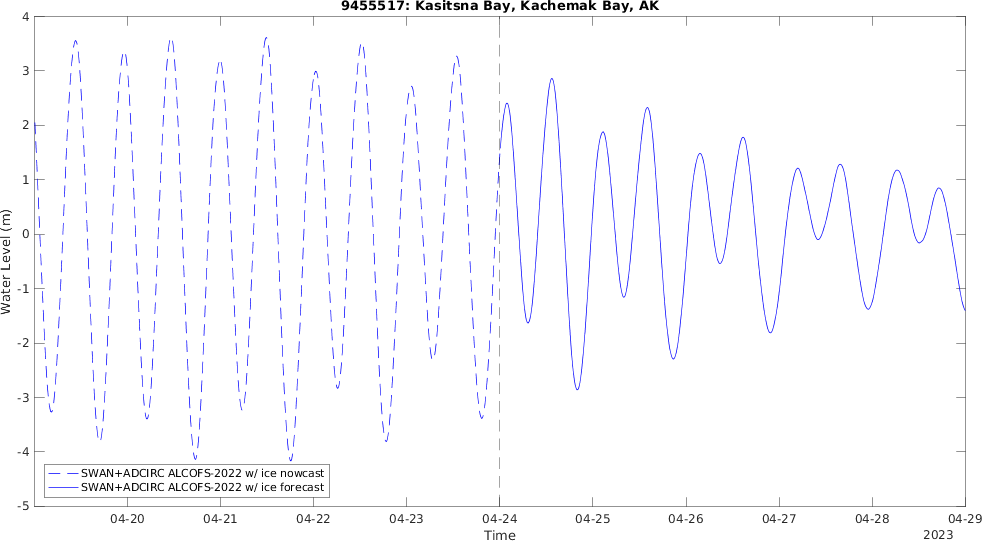 9455517: Kasitsna Bay, Kachemak Bay, AK
4
3
2
1
0
-1
-2
-3
-4
-5
Water Level (m)
SWAN+ADCIRC ALCOFS-2022 w/ ice nowcast
SWAN+ADCIRC ALCOFS-2022 w/ ice forecast
04-20 04-21 04-22 04-23 04-24 04-25 04-26 04-27 04-28 04-29
Time
2023